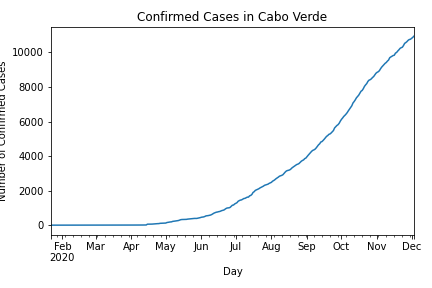 Confirmed Cases in Cabo Verde
Number of Confirmed Cases
10000
8000
6000
4000
2000
0
Feb Mar Apr May Jun Jul Aug Sep Oct Nov Dec
2020
Day